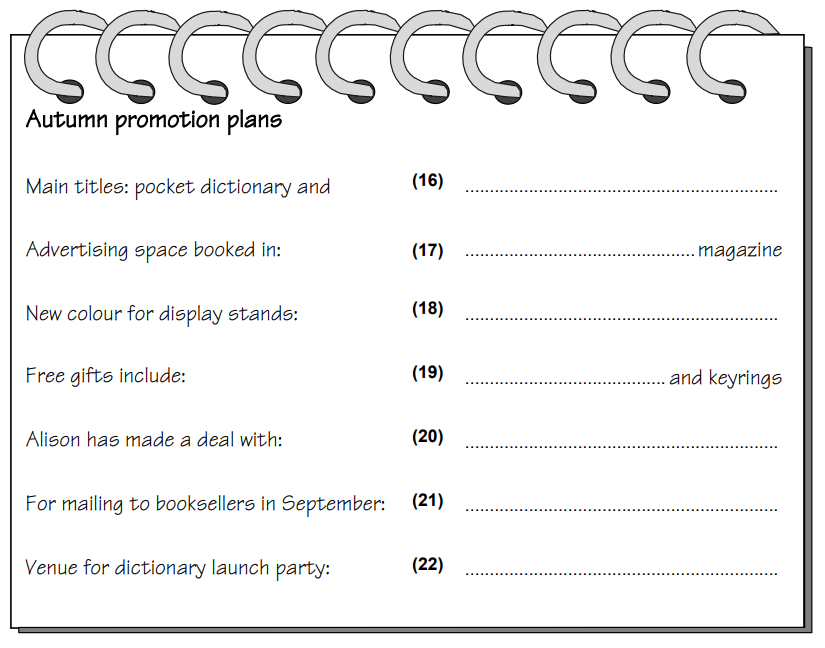 Autumn promotion plans
Main titles: pocket dictionary and (16) ................................................................
Advertising space booked in: (17) ............................................... magazine
New colour for display stands: (18) ................................................................
Free gifts include: (19) ......................................... and keyrings
Alison has made a deal with: (20) ................................................................
For mailing to booksellers in September: (21) ................................................................
Venue for dictionary launch party: (22) ................................................................